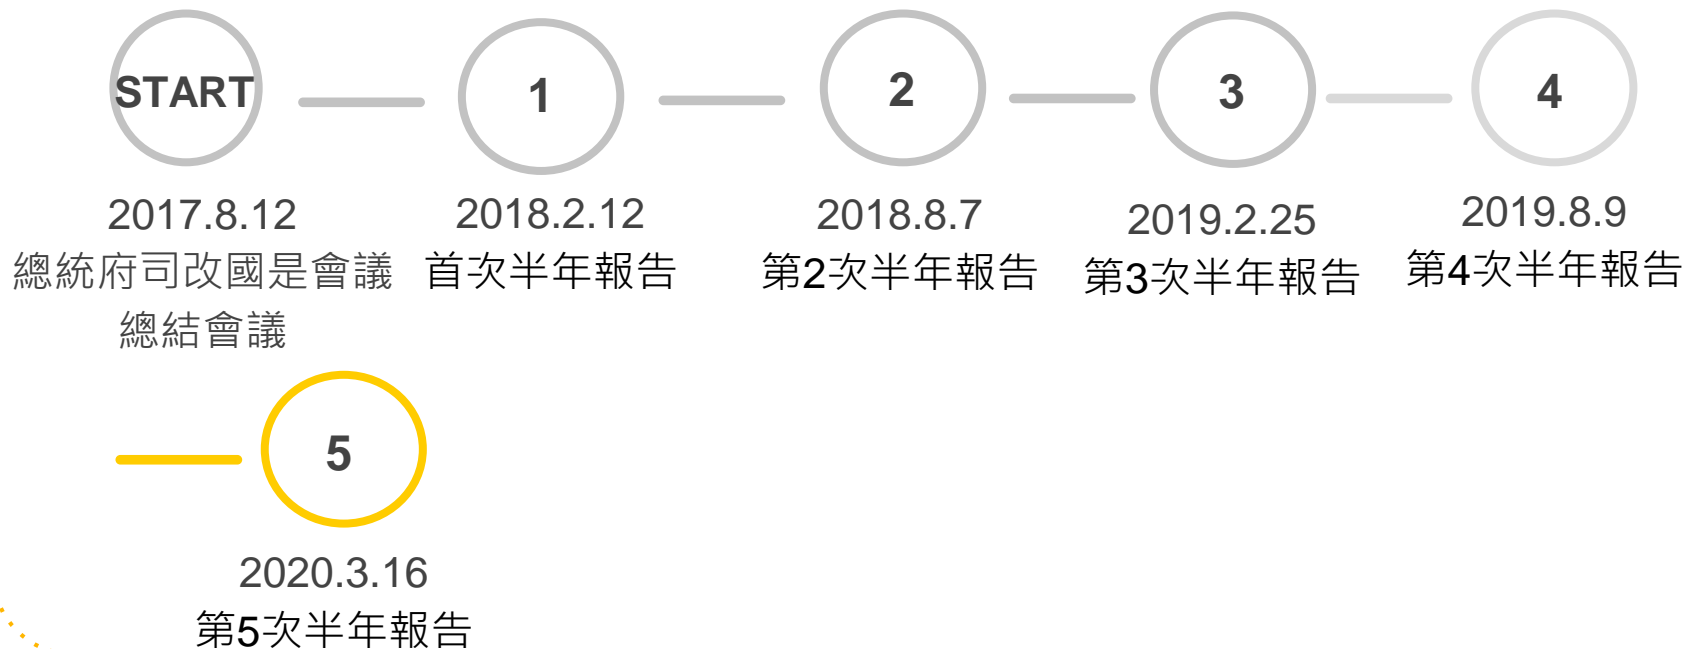 START
1
2
3
4
2017.8.12
2018.2.12
2018.8.7
2019.2.25
2019.8.9
總統府司改國是會議
總結會議
首次半年報告
第2次半年報告
第3次半年報告
第4次半年報告
5
2020.3.16
第5次半年報告